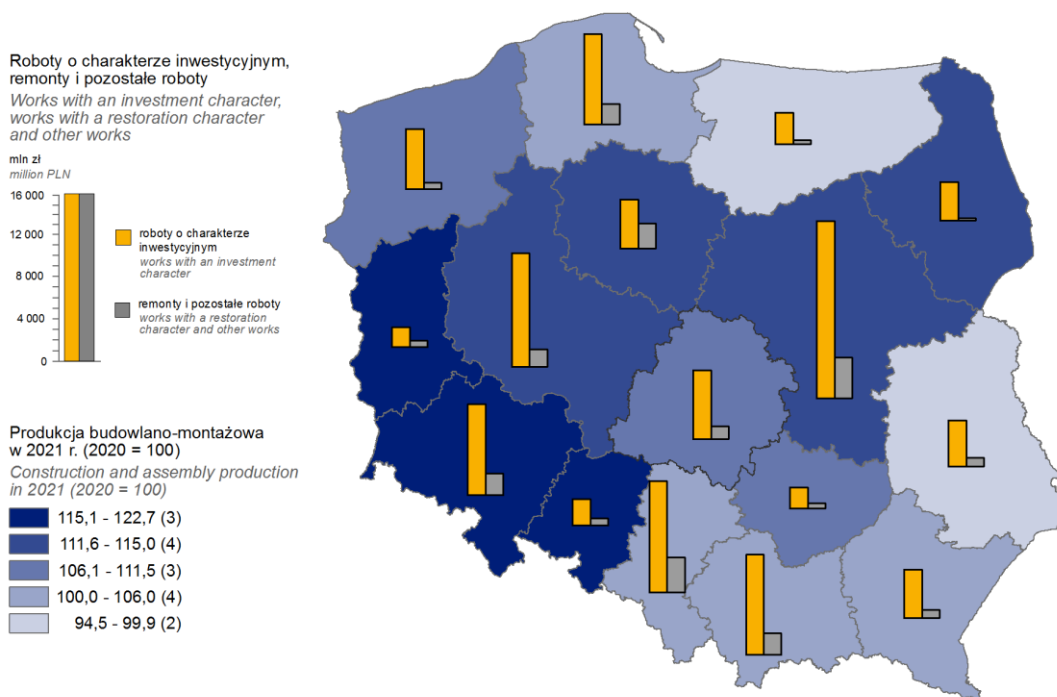 Roboty o charakterze inwestycyjnym,
remonty i pozostałe roboty
Works with an investment character,
works with a restoration character
and other works
mln zł
million PLN
16 000
12 000
8 000
4 000
0
roboty o charakterze
inwestycyjnym
works with an investment
character
remonty i pozostałe roboty
works with a restoration
character and other works
Produkcja budowlano-montażowa
w 2021 r. (2020 = 100)
Construction and assembly production
in 2021 (2020 = 100)
115,1 - 122,7 (3)
111,6 - 115,0 (4)
106,1 - 111,5 (3)
100,0 - 106,0 (4)
94,5 - 99,9 (2)